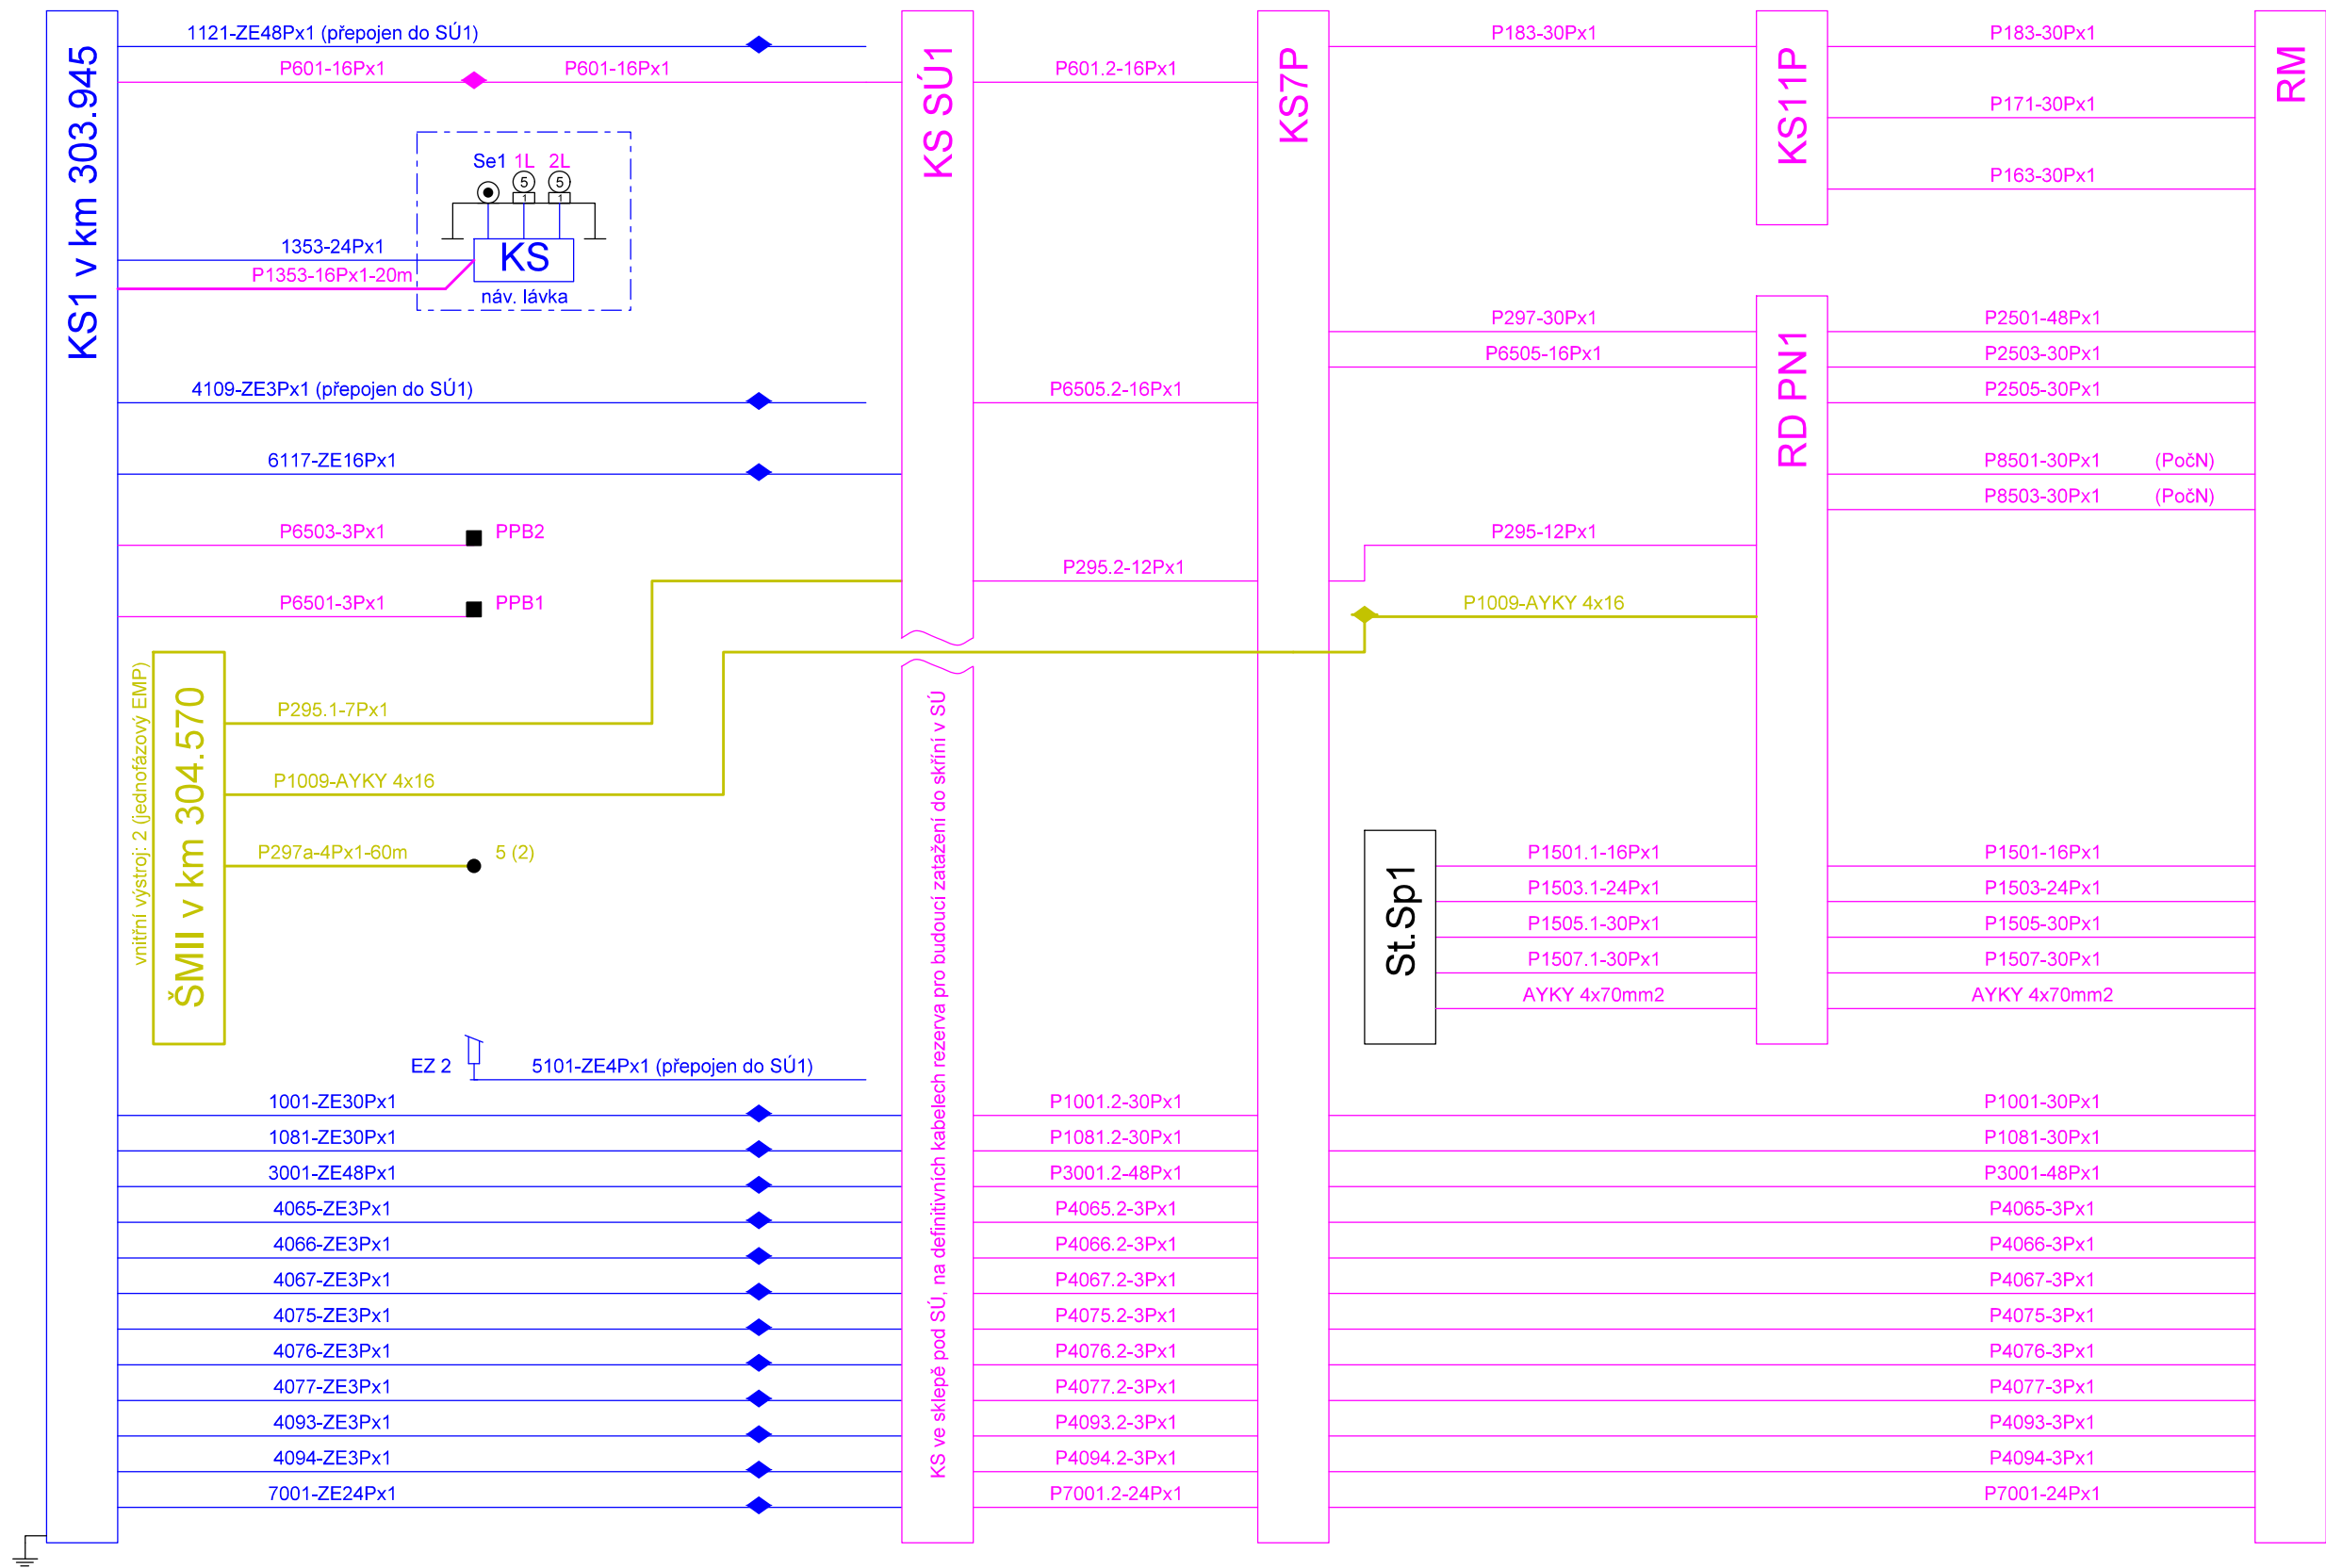 KS1 v km 303.945
1121-ZE48Px1 (přepojen do SÚ1)
P601-16Px1
P601-16Px1
Se1
1L
2L
5
5
1
1
KS
náv. lávka
1353-24Px1
P1353-16Px1-20m
4109-ZE3Px1 (přepojen do SÚ1)
6117-ZE16Px1
P6503-3Px1
PPB2
P6501-3Px1
PPB1
vnitřní výstroj: 2 (jednofázový EMP)
ŠMIII v km 304.570
P295.1-7Px1
P1009-AYKY 4x16
P297a-4Px1-60m
5 (2)
EZ 2
5101-ZE4Px1 (přepojen do SÚ1)
1001-ZE30Px1
1081-ZE30Px1
3001-ZE48Px1
4065-ZE3Px1
4066-ZE3Px1
4067-ZE3Px1
4075-ZE3Px1
4076-ZE3Px1
4077-ZE3Px1
4093-ZE3Px1
4094-ZE3Px1
7001-ZE24Px1
KS SÚ1
KS ve sklepě pod SÚ, na definitivních kabelech rezerva pro budoucí zatažení do skříní v SÚ
P601.2-16Px1
P6505.2-16Px1
P295.2-12Px1
P1001.2-30Px1
P1081.2-30Px1
P3001.2-48Px1
P4065.2-3Px1
P4066.2-3Px1
P4067.2-3Px1
P4075.2-3Px1
P4076.2-3Px1
P4077.2-3Px1
P4093.2-3Px1
P4094.2-3Px1
P7001.2-24Px1
KS7P
P183-30Px1
P297-30Px1
P6505-16Px1
P295-12Px1
P1009-AYKY 4x16
St.Sp1
P1501.1-16Px1
P1503.1-24Px1
P1505.1-30Px1
P1507.1-30Px1
AYKY 4x70mm2
KS11P
RD PN1
P183-30Px1
P171-30Px1
P163-30Px1
P2501-48Px1
P2503-30Px1
P2505-30Px1
P8501-30Px1 (PočN)
P8503-30Px1 (PočN)
P1501-16Px1
P1503-24Px1
P1505-30Px1
P1507-30Px1
AYKY 4x70mm2
P1001-30Px1
P1081-30Px1
P3001-48Px1
P4065-3Px1
P4066-3Px1
P4067-3Px1
P4075-3Px1
P4076-3Px1
P4077-3Px1
P4093-3Px1
P4094-3Px1
P7001-24Px1
RM